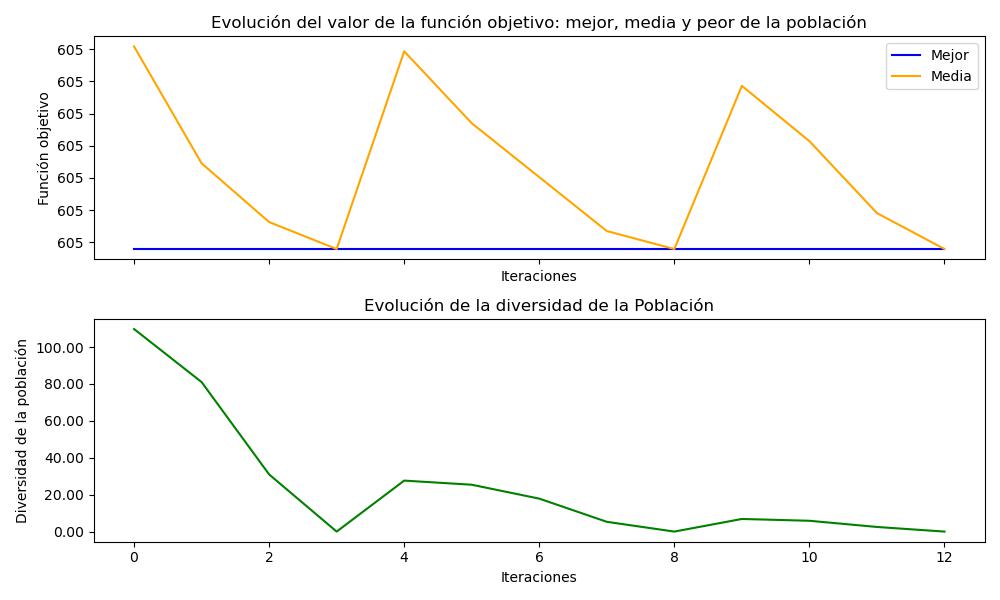 Evolución del valor de la función objetivo: mejor, media y peor de la población
605
605
605
605
605
605
605
Función objetivo
Mejor
Media
Iteraciones
Evolución de la diversidad de la Población
100.00
80.00
60.00
40.00
20.00
0.00
Diversidad de la población
0 2 4 6 8 10 12
Iteraciones